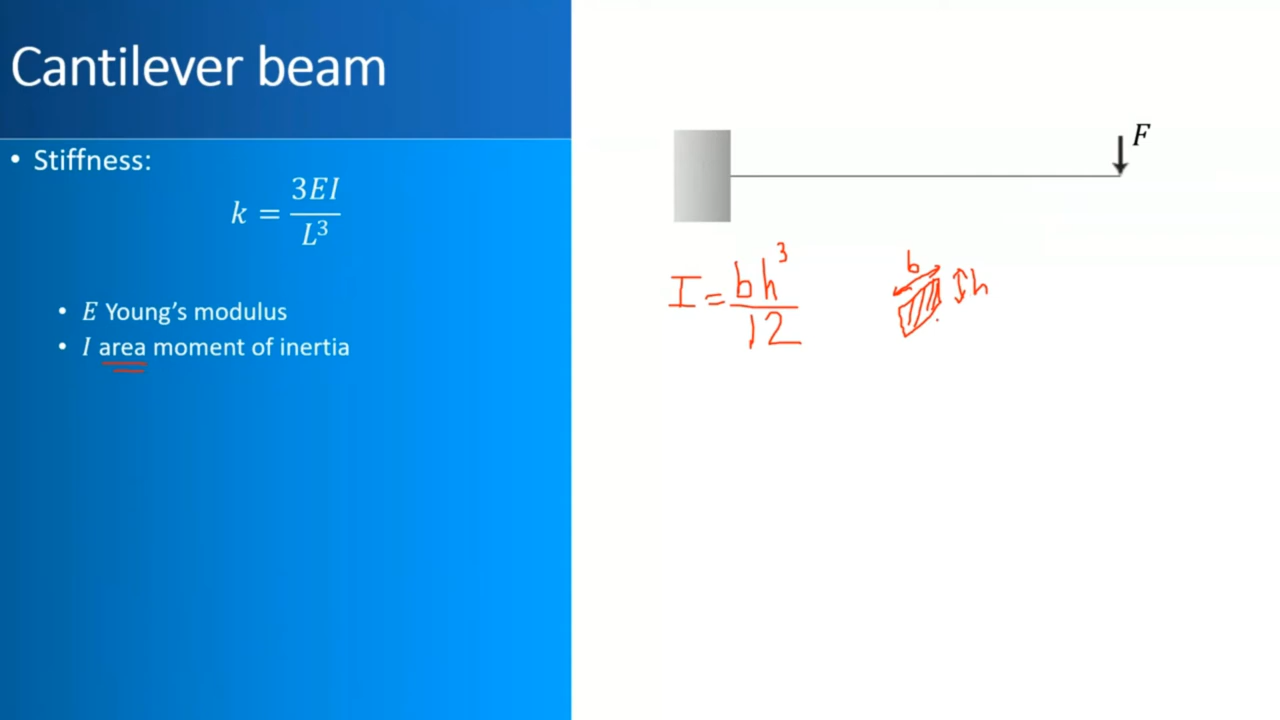 Cantilever beam
• Stiffness:
k = 3EI / L³
• E Young's modulus
• I area moment of inertia
F
I = bh³ / 12
b
h